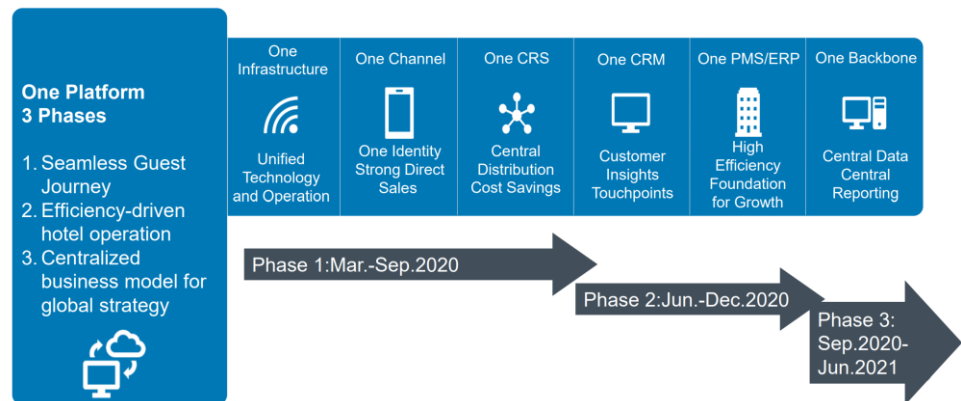 One Platform
3 Phases
1. Seamless Guest
Journey
2. Efficiency-driven
hotel operation
3. Centralized
business model for
global strategy
One
Infrastructure
Unified
Technology
and Operation
One Channel
One Identity
Strong Direct
Sales
One CRS
Central
Distribution
Cost Savings
One CRM
Customer
Insights
Touchpoints
One PMS/ERP
High
Efficiency
Foundation
for Growth
One Backbone
Central Data
Central
Reporting
Phase 1:Mar.-Sep.2020
Phase 2:Jun.-Dec.2020
Phase 3:
Sep.2020-
Jun.2021